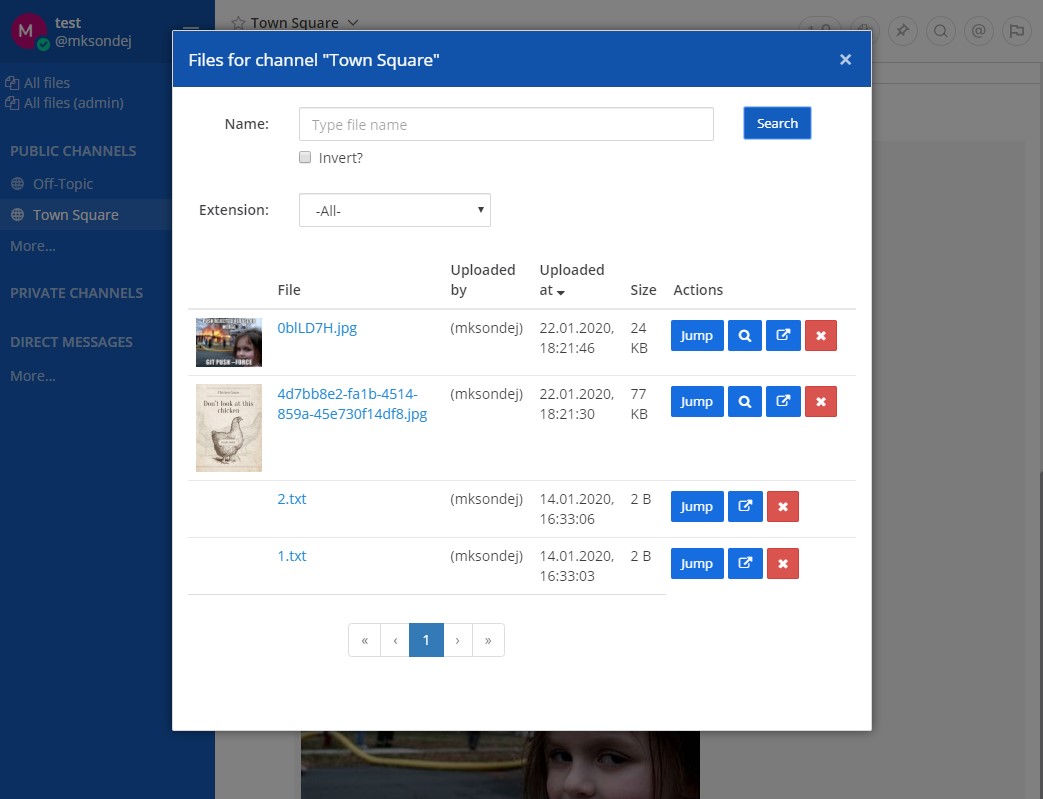 test
@mksondej
Town Square
All files
All files (admin)
PUBLIC CHANNELS
Off-Topic
Town Square
More...
PRIVATE CHANNELS
DIRECT MESSAGES
More...
M
Files for channel "Town Square"
×
Name:
Type file name
Search
Invert?
Extension:
-All-
File
Uploaded by
Uploaded at
Size
Actions
0blLD7H.jpg
(mksondej)
22.01.2020,
18:21:46
24
KB
Jump
GIT PUSH --FORCE
4d7bb8e2-fa1b-4514-
859a-45e730f14df8.jpg
(mksondej)
22.01.2020,
18:21:30
77
KB
Jump
Don't look at this
chicken
2.txt
(mksondej)
14.01.2020,
16:33:06
2 B
Jump
1.txt
(mksondej)
14.01.2020,
16:33:03
2 B
Jump
« ‹ 1 › »